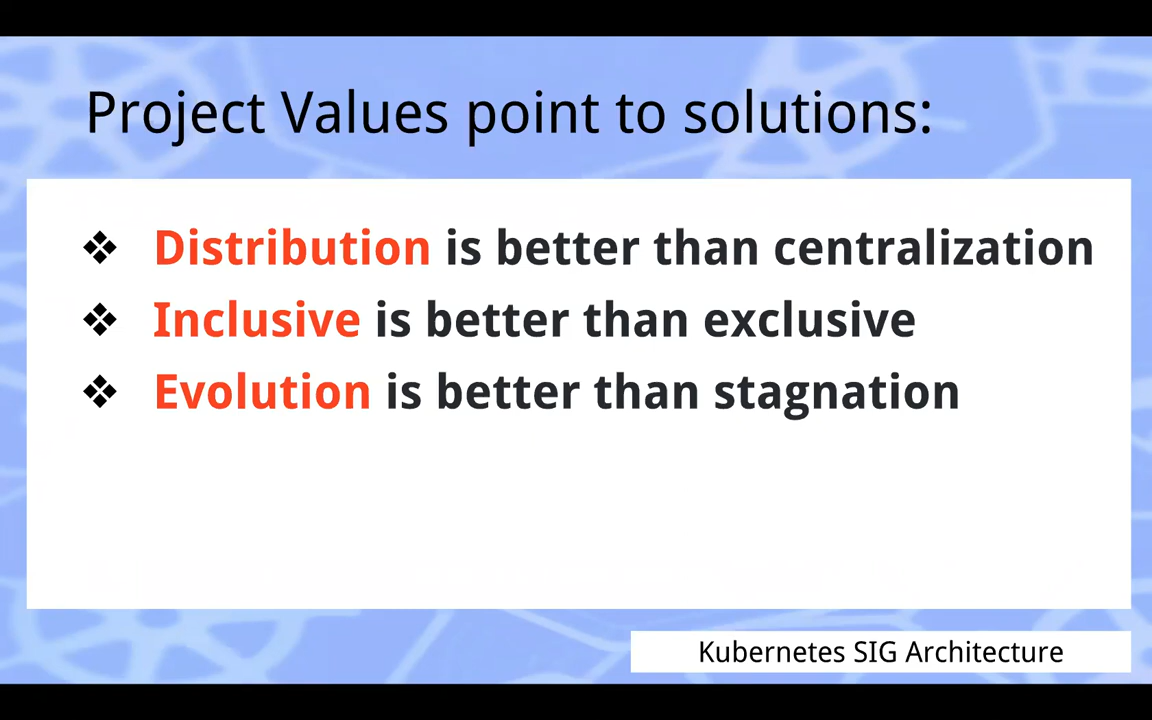 Project Values point to solutions:
❖ Distribution is better than centralization
❖ Inclusive is better than exclusive
❖ Evolution is better than stagnation
Kubernetes SIG Architecture